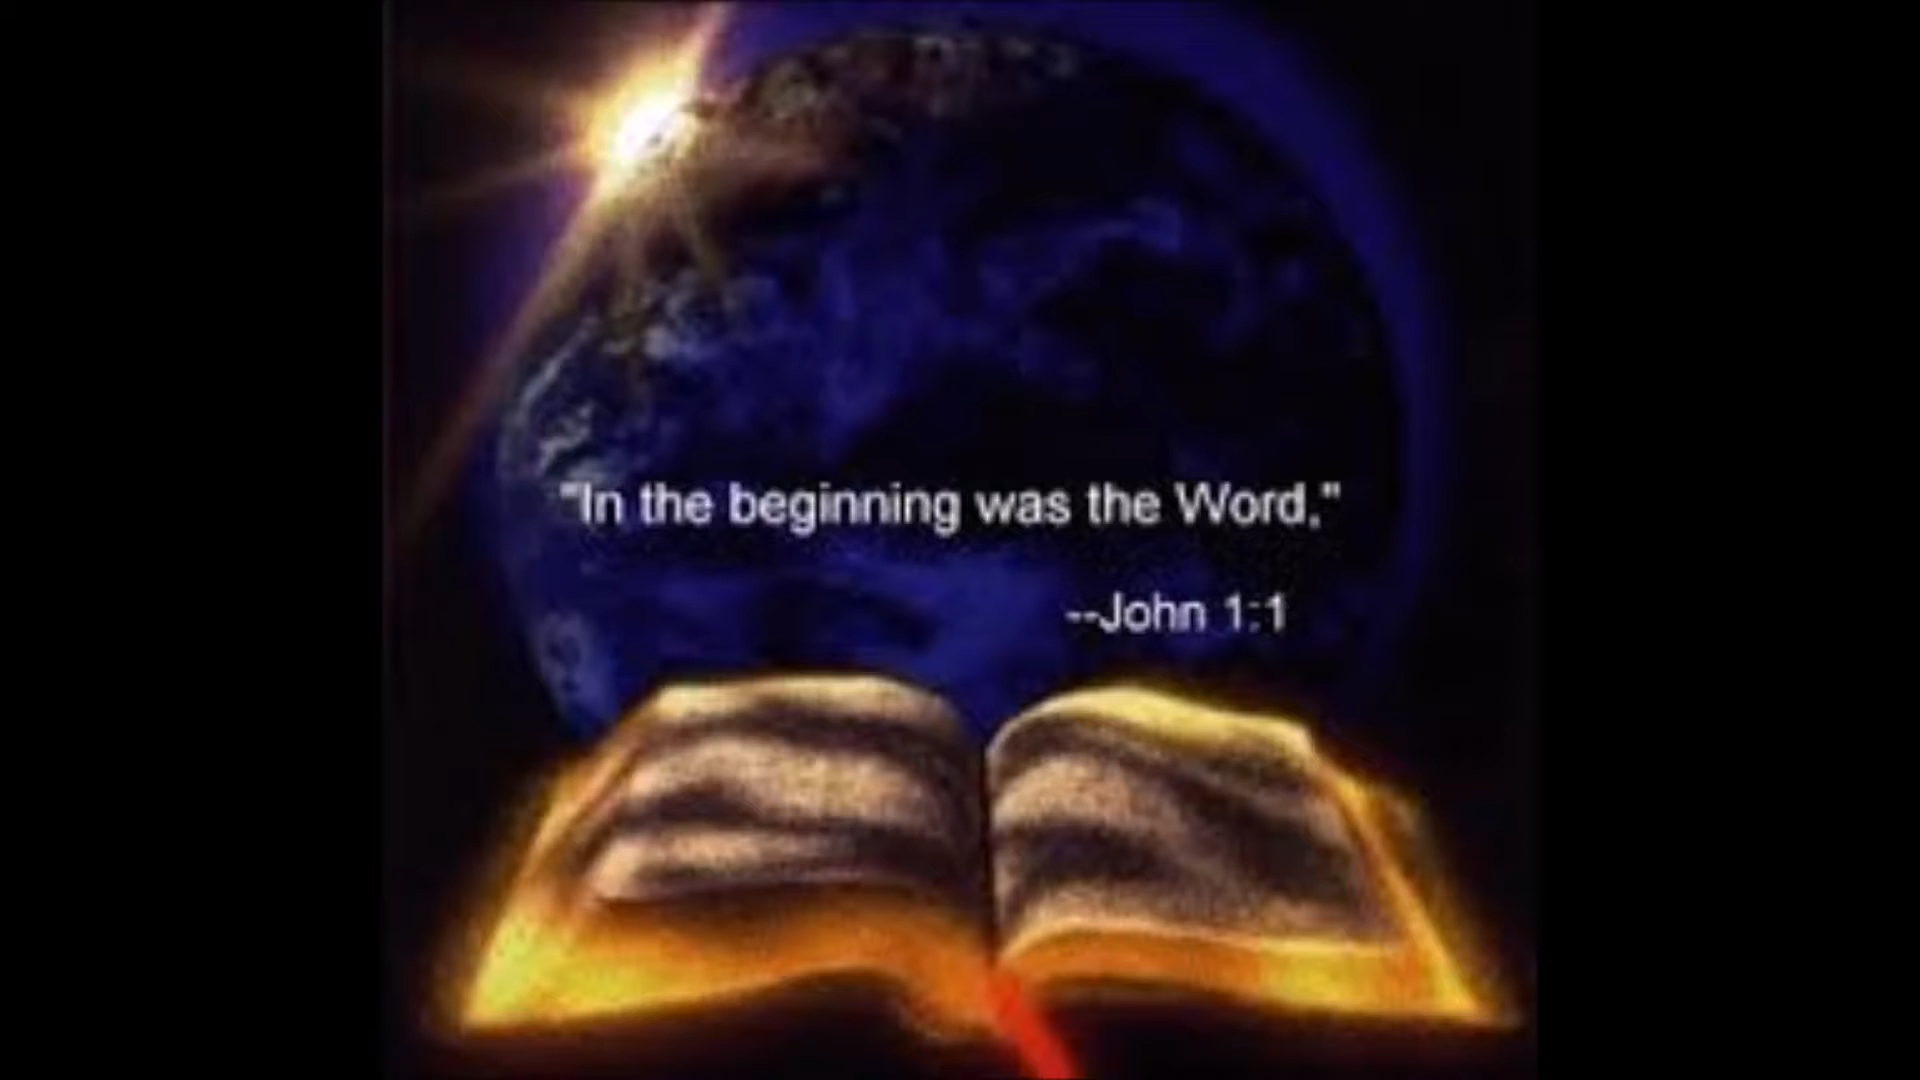 "In the beginning was the Word,"
--John 1:1